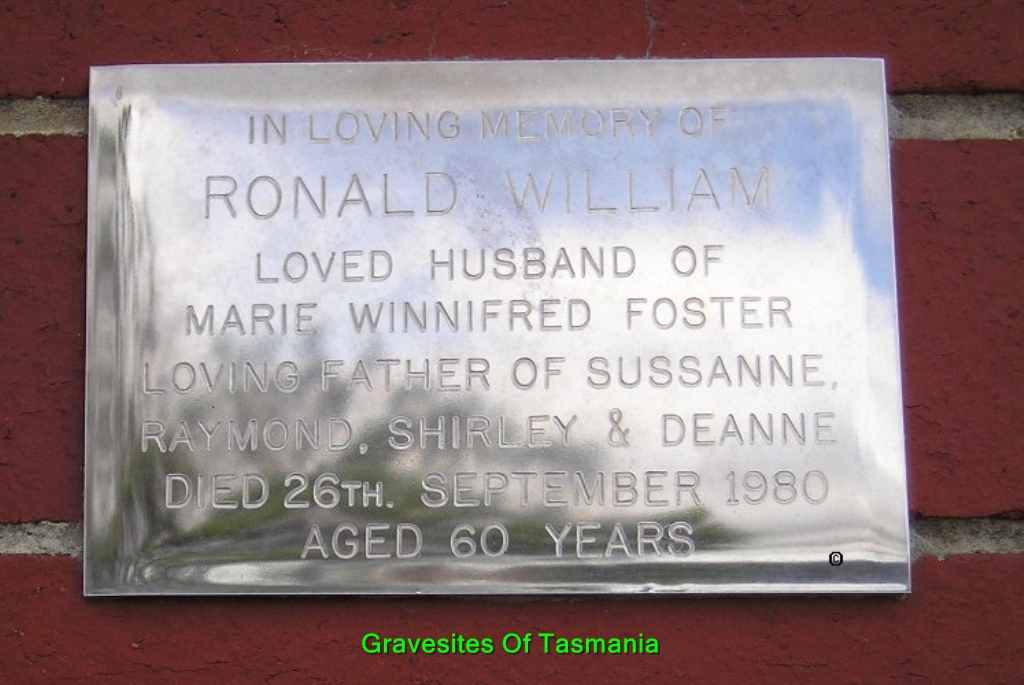 IN LOVING MEMORY OF
RONALD WILLIAM
LOVED HUSBAND OF
MARIE WINNIFRED FOSTER
LOVING FATHER OF SUSSANNE,
RAYMOND, SHIRLEY & DEANNE
DIED 26TH. SEPTEMBER 1980
AGED 60 YEARS
©
Gravesites Of Tasmania